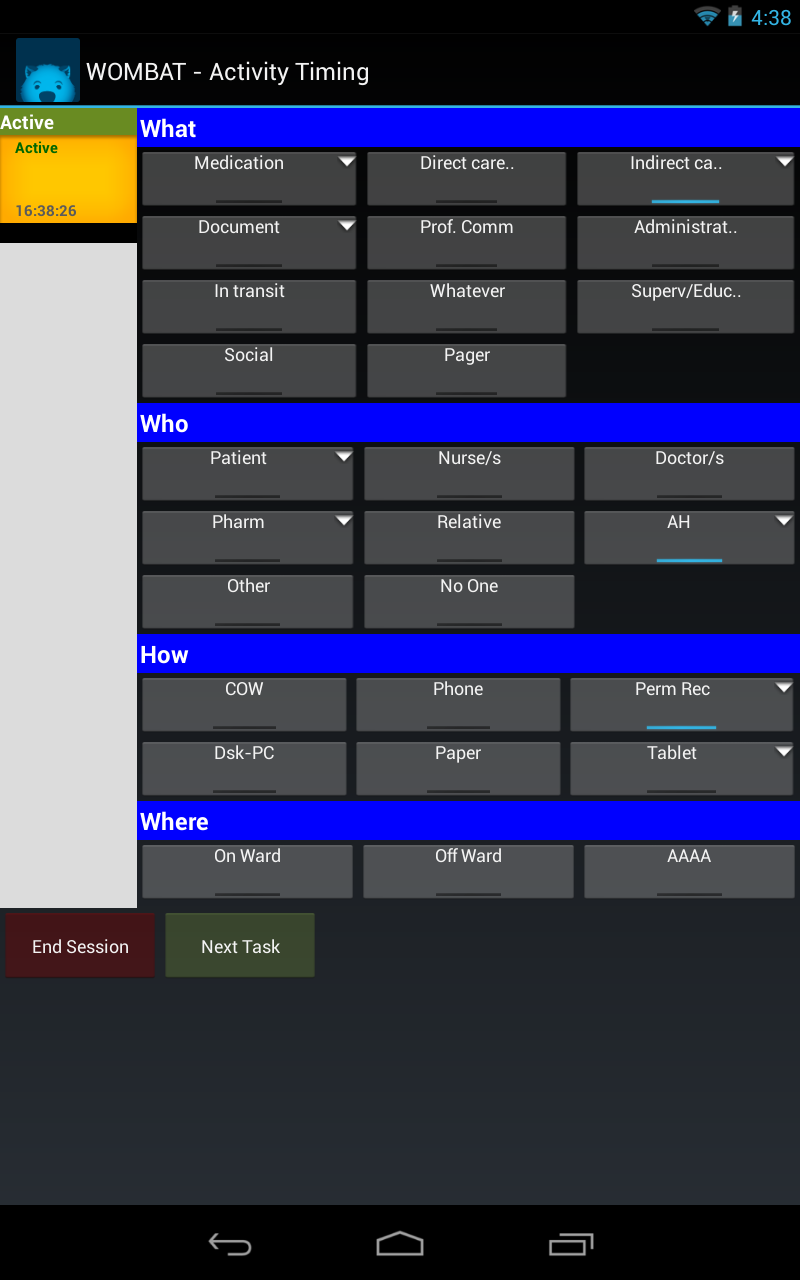 4:38
WOMBAT - Activity Timing
Active
Active
16:38:26
What
Medication Direct care.. Indirect ca..
Document Prof. Comm Administrat..
In transit Whatever Superv/Educ..
Social Pager
Who
Patient Nurse/s Doctor/s
Pharm Relative AH
Other No One
How
COW Phone Perm Rec
Dsk-PC Paper Tablet
Where
On Ward Off Ward AAAA
End Session Next Task